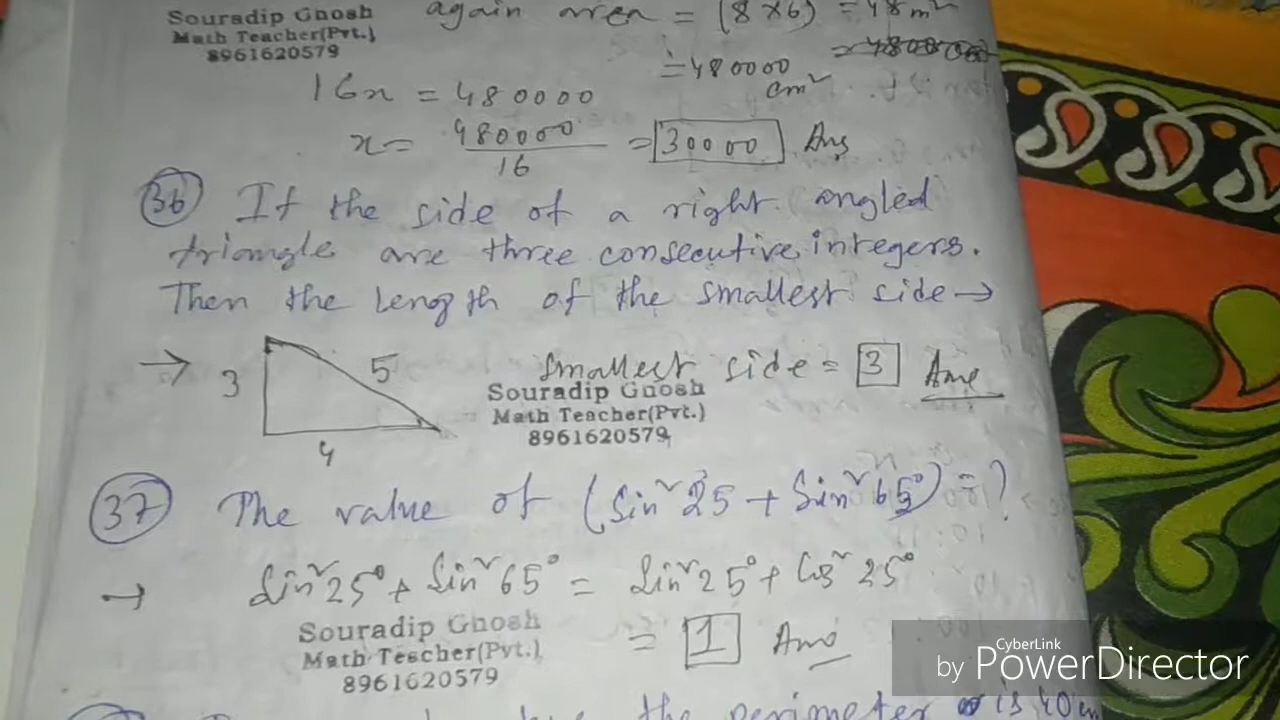 Souradip Ghosh
Math Teacher(Pvt.)
8961620579
again area = (8×6) = 48m²
= 480000 cm²
16x = 480000
x = 480000/16 = 30000 Ans
36 If the side of a right angled
triangle are three consecutive integers.
Then the Length of the smallest side →
→ 3 5 4
Smallest side = 3 Ans
Souradip Ghosh
Math Teacher(Pvt.)
8961620579
37 The value of (Sin²25 + Sin²65°) = ?
→ Sin²25° + Sin²65° = Sin²25° + Cos²25°
= 1 Ans
Souradip Ghosh
Math Teacher(Pvt.)
8961620579
the perimeter is 40 cm
CyberLink
by PowerDirector